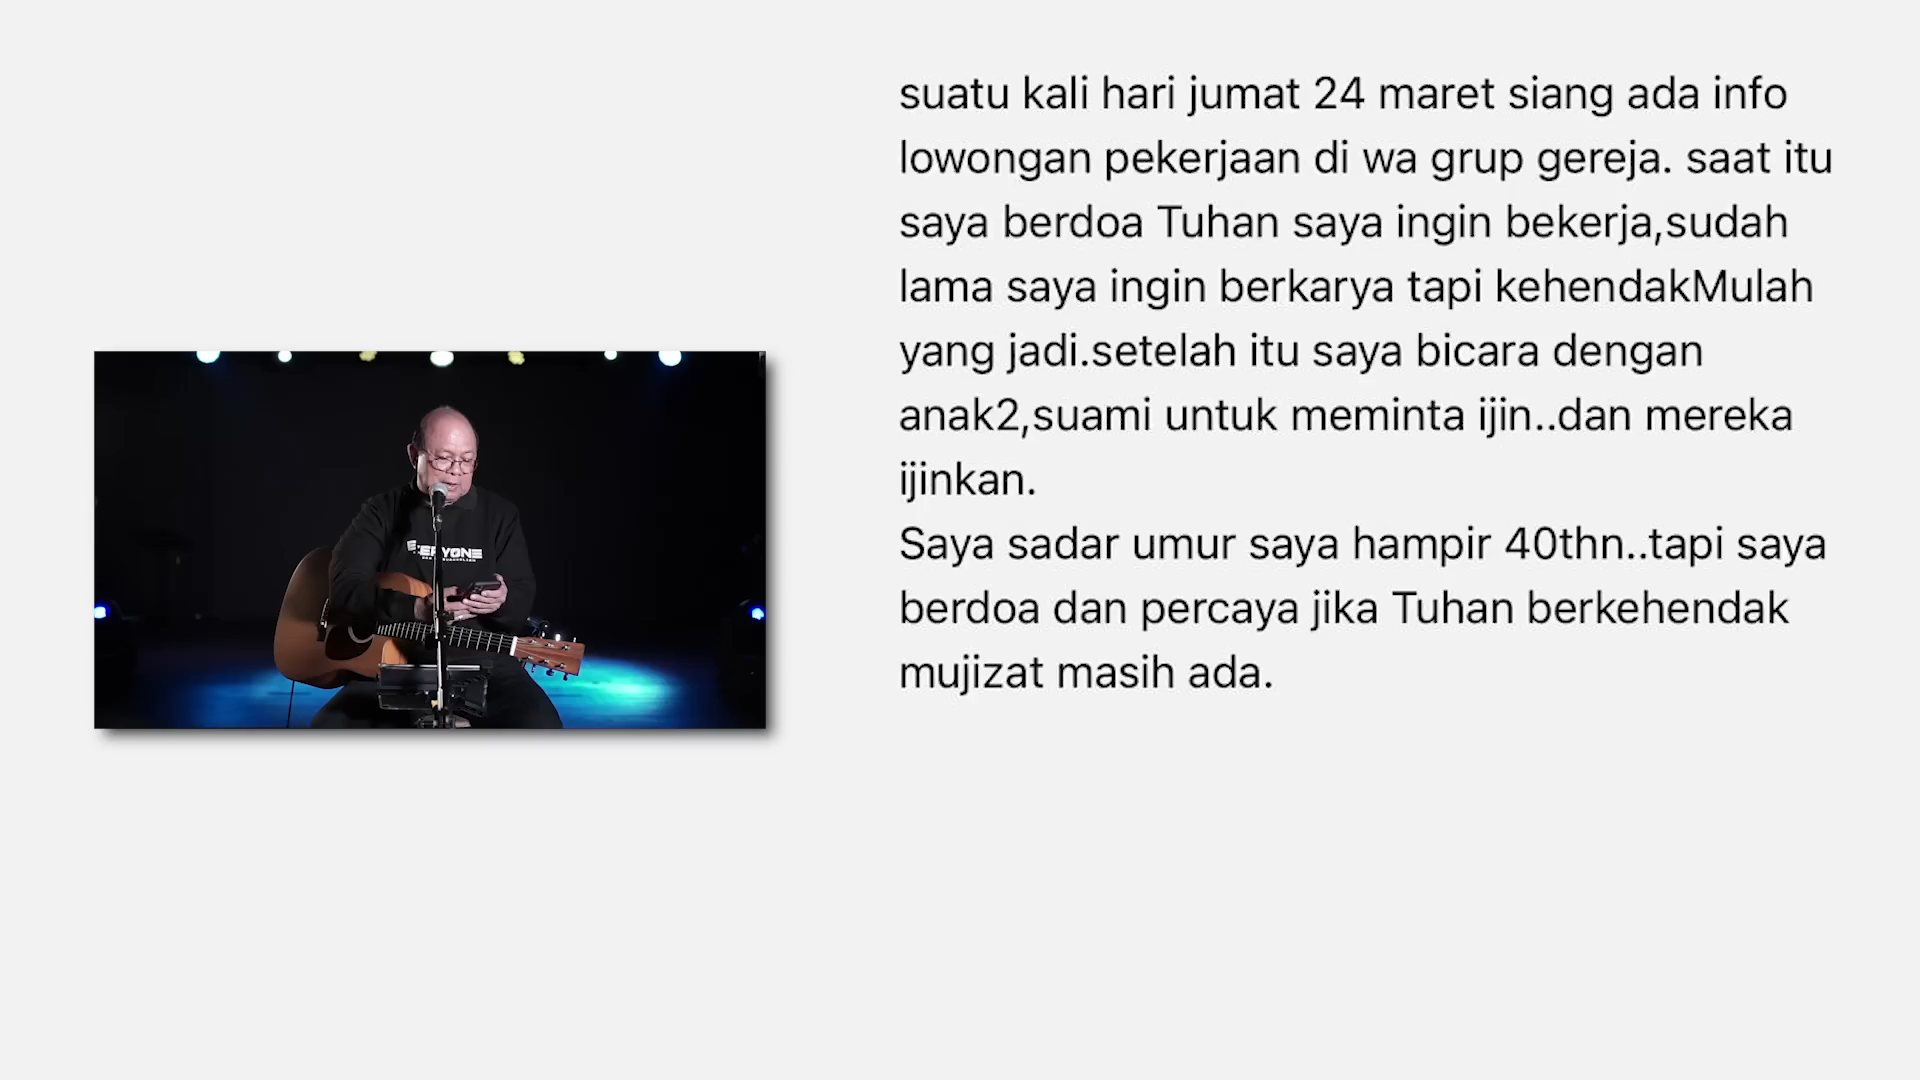 suatu kali hari jumat 24 maret siang ada info
lowongan pekerjaan di wa grup gereja. saat itu
saya berdoa Tuhan saya ingin bekerja,sudah
lama saya ingin berkarya tapi kehendakMulah
yang jadi.setelah itu saya bicara dengan
anak2,suami untuk meminta ijin..dan mereka
ijinkan.
Saya sadar umur saya hampir 40thn..tapi saya
berdoa dan percaya jika Tuhan berkehendak
mujizat masih ada.